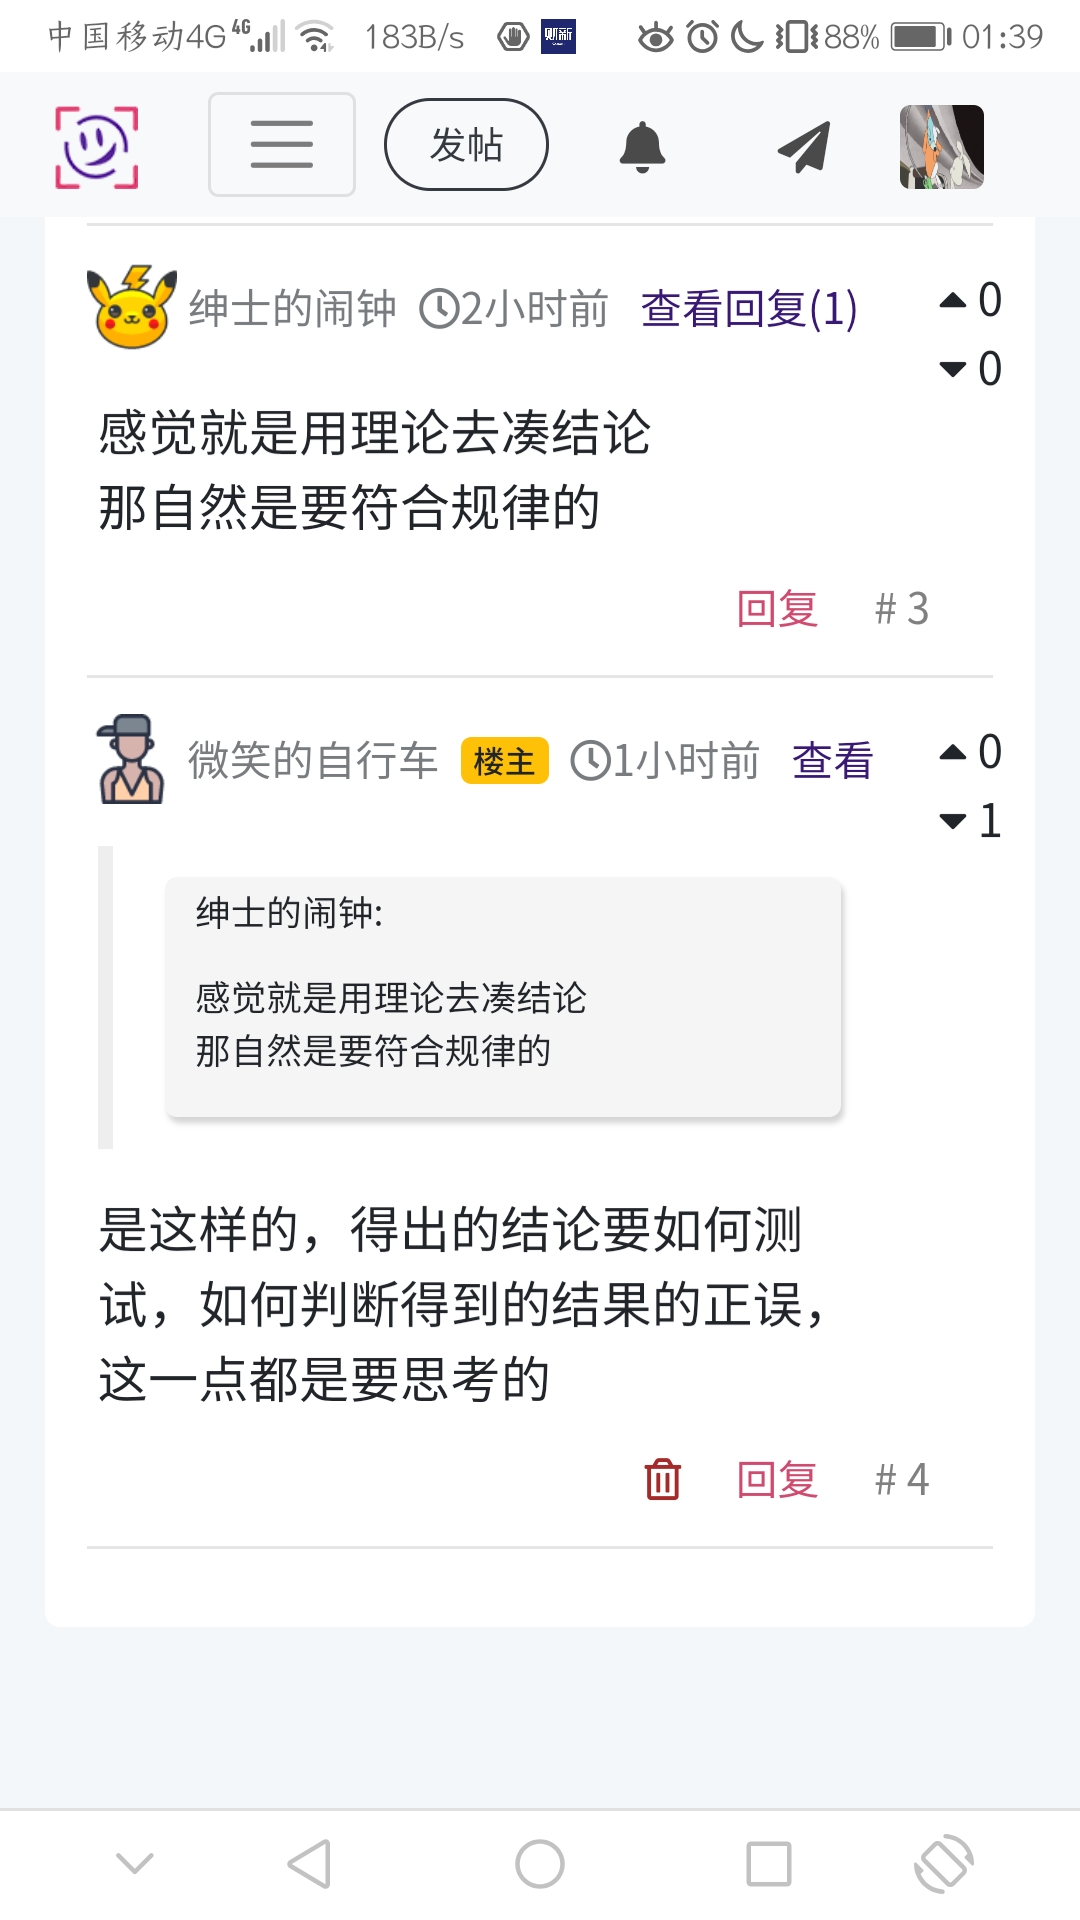 中国移动4G 4G 183B/s 财新 88% 01:39
发帖
绅士的闹钟 2小时前 查看回复(1) 0
0
感觉就是用理论去凑结论
那自然是要符合规律的
回复 # 3
微笑的自行车 楼主 1小时前 查看 0
1
绅士的闹钟:
感觉就是用理论去凑结论
那自然是要符合规律的
是这样的，得出的结论要如何测
试，如何判断得到的结果的正误，
这一点都是要思考的
回复 # 4